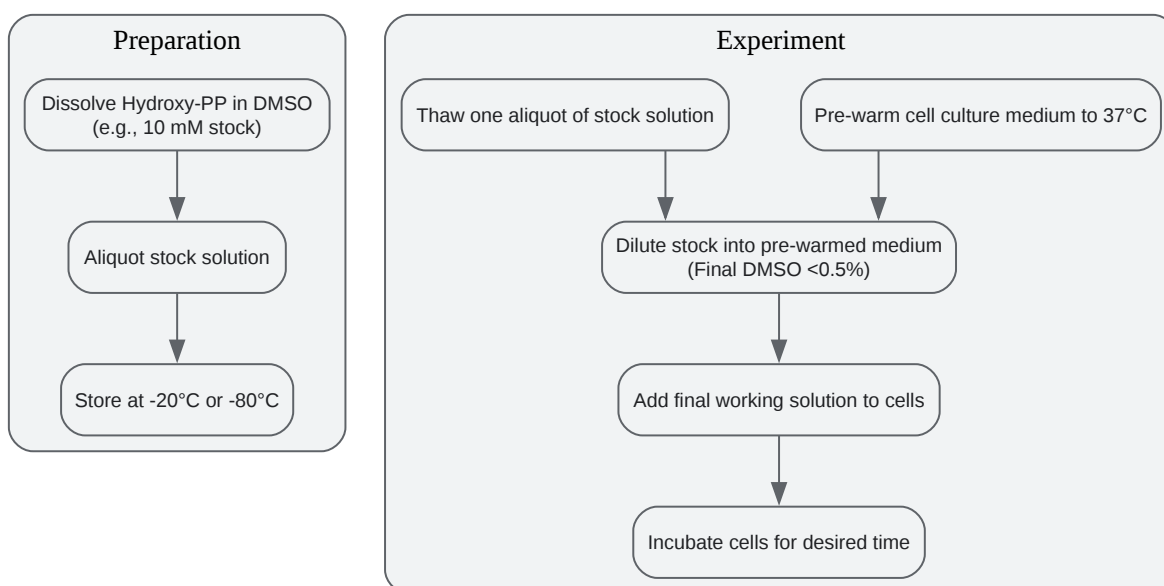 Preparation
Dissolve Hydroxy-PP in DMSO
(e.g., 10 mM stock)
Aliquot stock solution
Store at -20°C or -80°C
Experiment
Thaw one aliquot of stock solution
Pre-warm cell culture medium to 37°C
Dilute stock into pre-warmed medium
(Final DMSO <0.5%)
Add final working solution to cells
Incubate cells for desired time